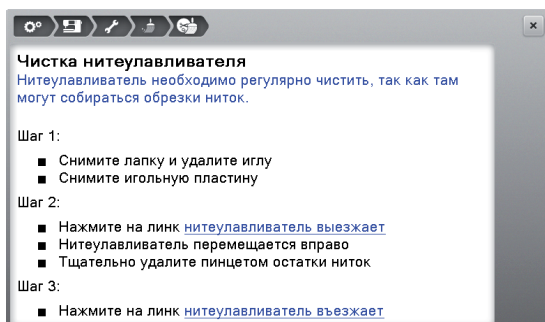 Чистка нитеулавливателя
Нитеулавливатель необходимо регулярно чистить, так как там
могут собираться обрезки ниток.
Шаг 1:
■ Снимите лапку и удалите иглу
■ Снимите игольную пластину
Шаг 2:
■ Нажмите на линк нитеулавливатель выезжает
■ Нитеулавливатель перемещается вправо
■ Тщательно удалите пинцетом остатки ниток
Шаг 3:
■ Нажмите на линк нитеулавливатель въезжает